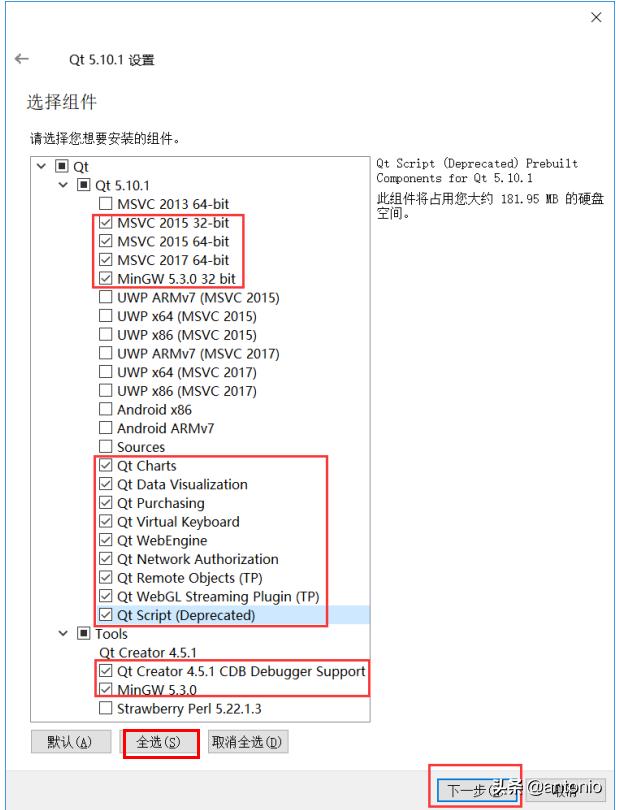 Qt 5.10.1 设置
选择组件
请选择您想要安装的组件。
Qt
Qt 5.10.1
MSVC 2013 64-bit
MSVC 2015 32-bit
MSVC 2015 64-bit
MSVC 2017 64-bit
MinGW 5.3.0 32 bit
UWP ARMv7 (MSVC 2015)
UWP x64 (MSVC 2015)
UWP x86 (MSVC 2015)
UWP ARMv7 (MSVC 2017)
UWP x64 (MSVC 2017)
UWP x86 (MSVC 2017)
Android x86
Android ARMv7
Sources
Qt Charts
Qt Data Visualization
Qt Purchasing
Qt Virtual Keyboard
Qt WebEngine
Qt Network Authorization
Qt Remote Objects (TP)
Qt WebGL Streaming Plugin (TP)
Qt Script (Deprecated)
Tools
Qt Creator 4.5.1
Qt Creator 4.5.1 CDB Debugger Support
MinGW 5.3.0
Strawberry Perl 5.22.1.3
Qt Script (Deprecated) Prebuilt
Components for Qt 5.10.1
此组件将占用您大约 181.95 MB 的硬盘
空间。
默认(A) 全选(S) 取消全选(D)
下一步 取消
头条 @antonio